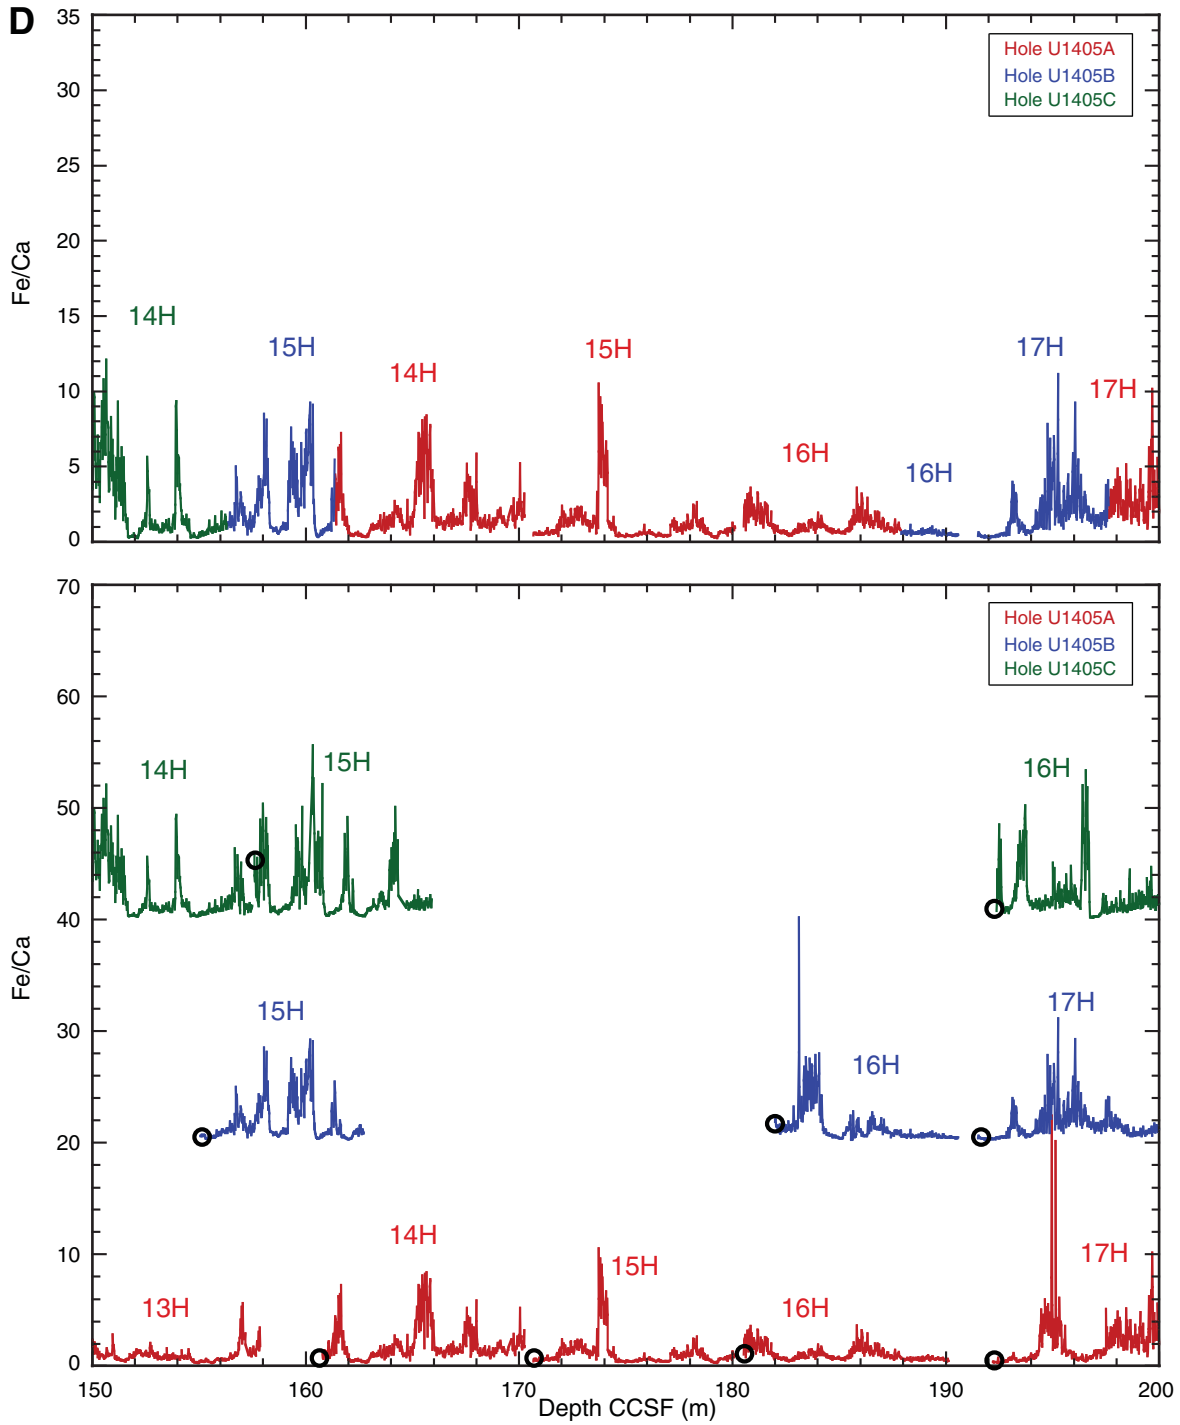 D
35
30
25
20
15
10
5
0
Fe/Ca
Hole U1405A
Hole U1405B
Hole U1405C
14H
15H
14H
15H
16H
16H
17H
17H
70
60
50
40
30
20
10
0
Fe/Ca
Hole U1405A
Hole U1405B
Hole U1405C
14H
15H
16H
15H
16H
17H
13H
14H
15H
16H
17H
150
160
170
180
190
200
Depth CCSF (m)